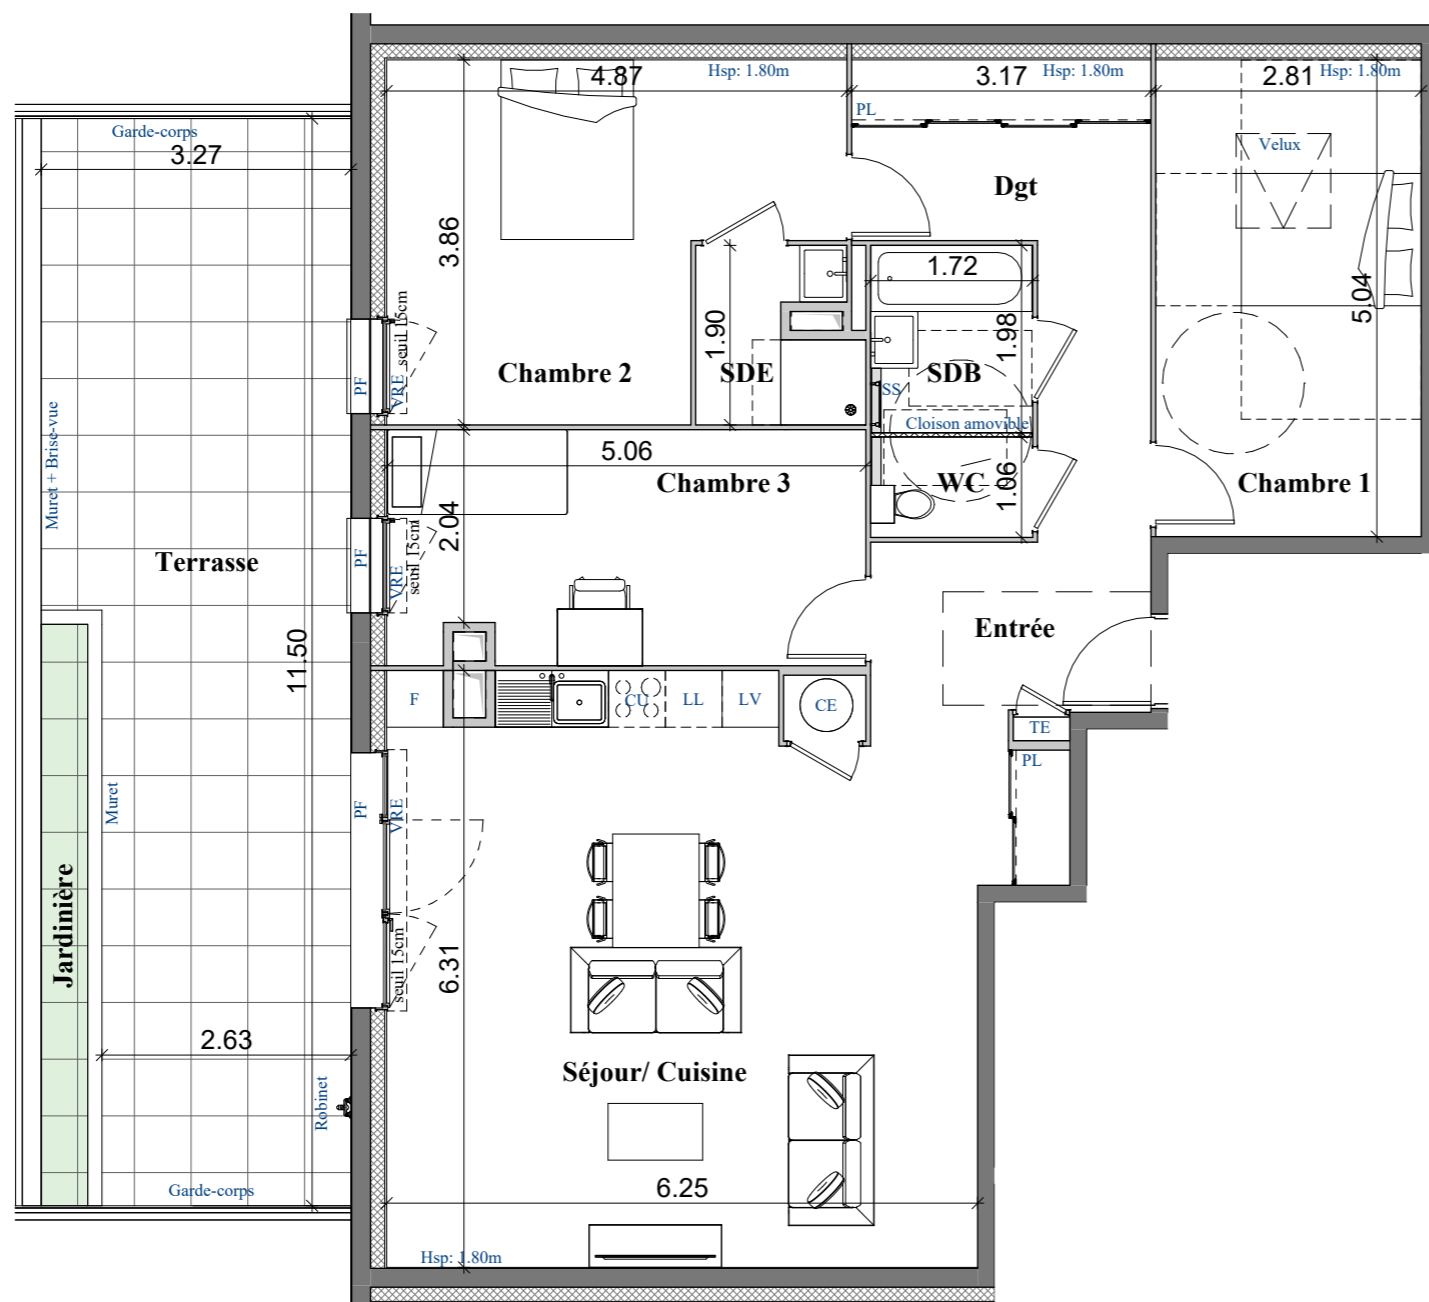 4.87
Hsp: 1.80m
3.17
Hsp: 1.80m
2.81
Hsp: 1.80m
PL
Garde-corps
3.27
Velux
Dgt
3.86
1.72
5.04
seuil 15cm
1.90
1.98
Chambre 2
SDE
SDB
PF
VRE
SS
Cloison amovible
Muret + Brise-vue
5.06
Chambre 3
WC
1.06
Chambre 1
2.04
seuil 15cm
Terrasse
PF
VRE
Entrée
11.50
F
CU
LL
LV
CE
TE
PL
Muret
PF
VRE
Jardinière
6.31
seuil 15cm
2.63
Séjour/ Cuisine
Robinet
6.25
Garde-corps
Hsp: 1.80m